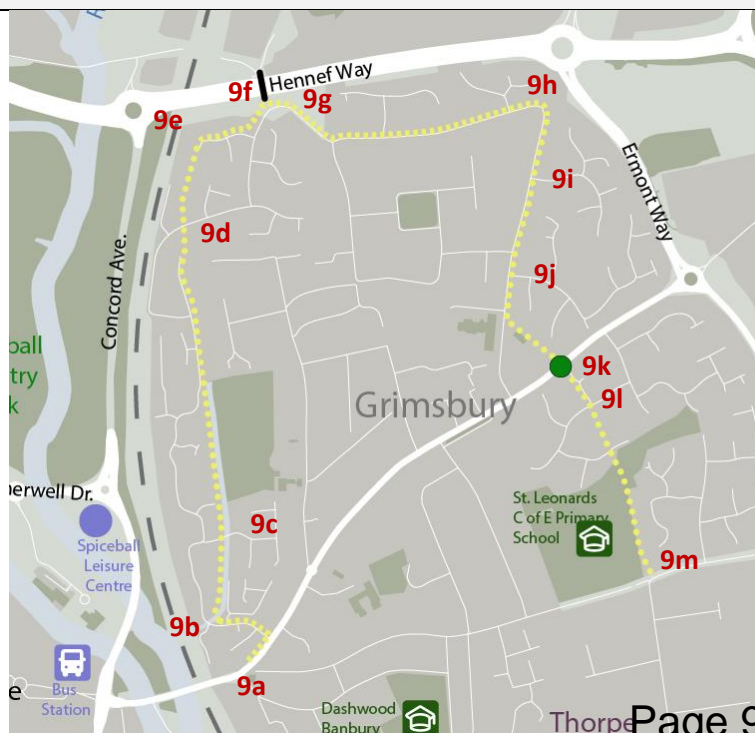 Hennef Way
9f
9g
9h
9e
Ermont Way
9i
9d
Concord Ave.
9j
ball
try
k
9k
Grimsbury
9l
erwell Dr.
St. Leonards
C of E Primary
School
9c
Spiceball
Leisure
Centre
9m
9b
9a
Bus
Station
e
Dashwood
Banbury
Thorpe
Page 9